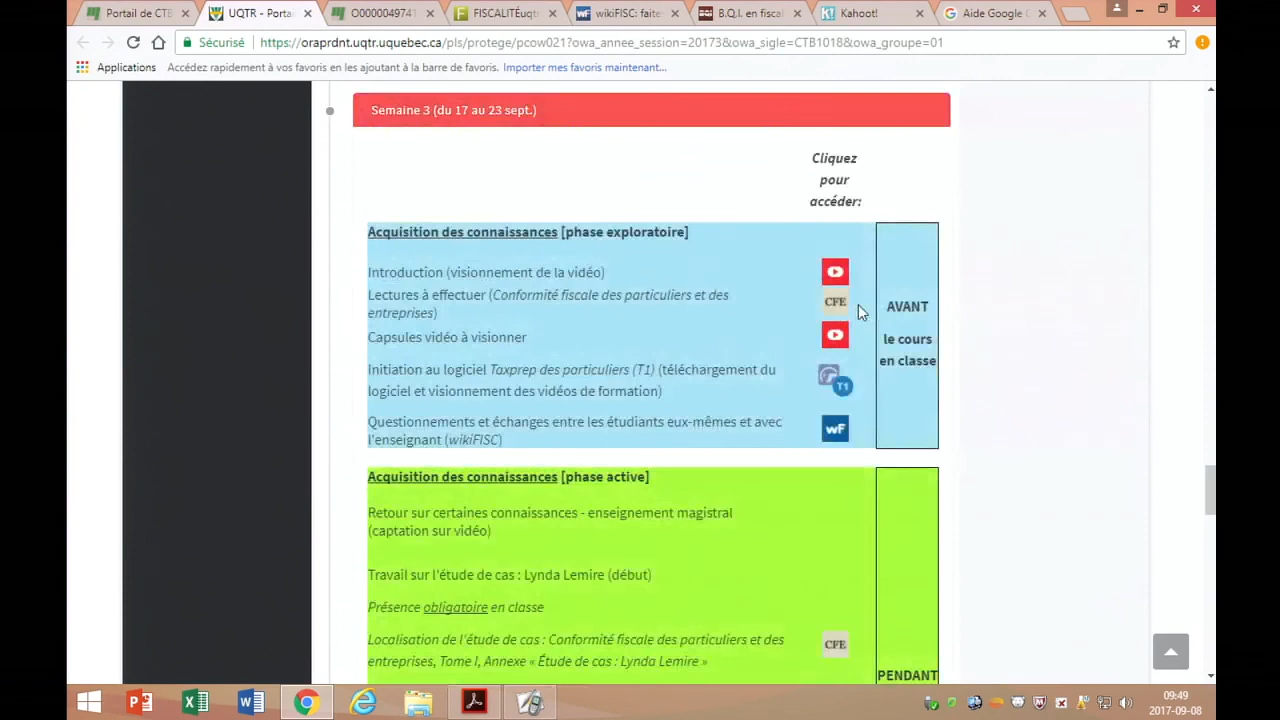 Portail de CTB
UQTR - Porta
O0000049741
FISCALITÉuqt
wikiFISC: faite
B.Q.I. en fiscal
Kahoot!
Aide Google C
Sécurisé
https://oraprdnt.uqtr.uquebec.ca/pls/protege/pcow021?owa_annee_session=20173&owa_sigle=CTB1018&owa_groupe=01
Applications
Accédez rapidement à vos favoris en les ajoutant à la barre de favoris. Importer mes favoris maintenant...
Semaine 3 (du 17 au 23 sept.)
Cliquez
pour
accéder:
Acquisition des connaissances [phase exploratoire]
Introduction (visionnement de la vidéo)
Lectures à effectuer (Conformité fiscale des particuliers et des
entreprises)
CFE
Capsules vidéo à visionner
Initiation au logiciel Taxprep des particuliers (T1) (téléchargement du
logiciel et visionnement des vidéos de formation)
T1
Questionnements et échanges entre les étudiants eux-mêmes et avec
l'enseignant (wikiFISC)
wF
AVANT
le cours
en classe
Acquisition des connaissances [phase active]
Retour sur certaines connaissances - enseignement magistral
(captation sur vidéo)
Travail sur l'étude de cas : Lynda Lemire (début)
Présence obligatoire en classe
Localisation de l'étude de cas : Conformité fiscale des particuliers et des
entreprises, Tome I, Annexe « Étude de cas : Lynda Lemire »
CFE
PENDANT
09:49
2017-09-08